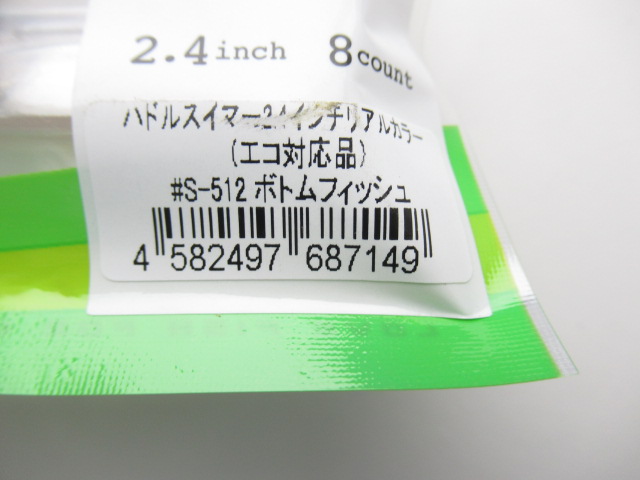 2.4inch 8count
ハドルスイマー2.4インチリアルカラー
(エコ対応品)
#S-512 ボトムフィッシュ
4 582497 687149